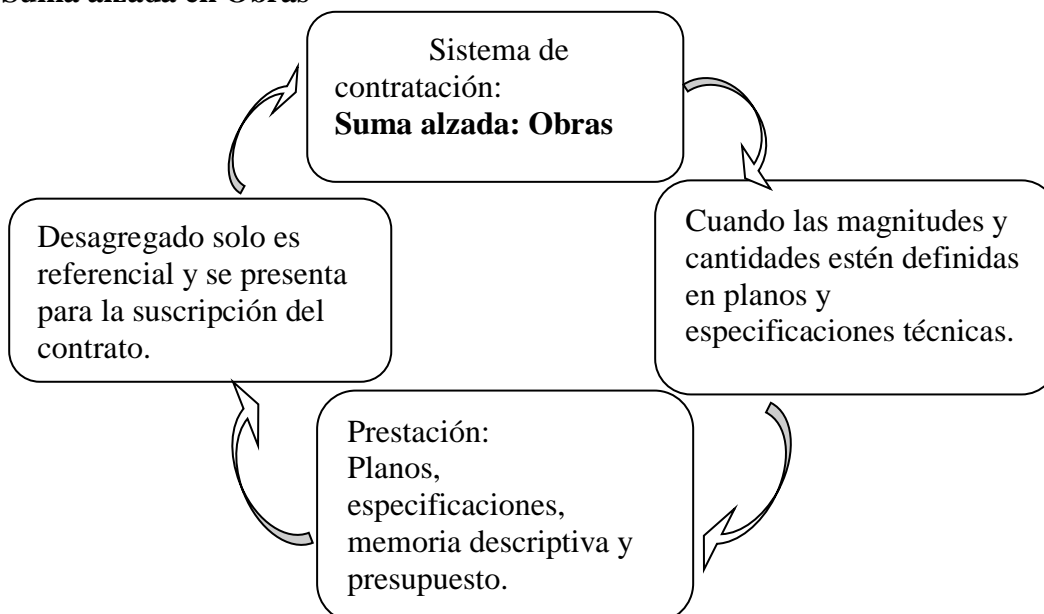 Suma alzada en Obras
Sistema de
contratación:
Suma alzada: Obras
Cuando las magnitudes y
cantidades estén definidas
en planos y
especificaciones técnicas.
Prestación:
Planos,
especificaciones,
memoria descriptiva y
presupuesto.
Desagregado solo es
referencial y se presenta
para la suscripción del
contrato.